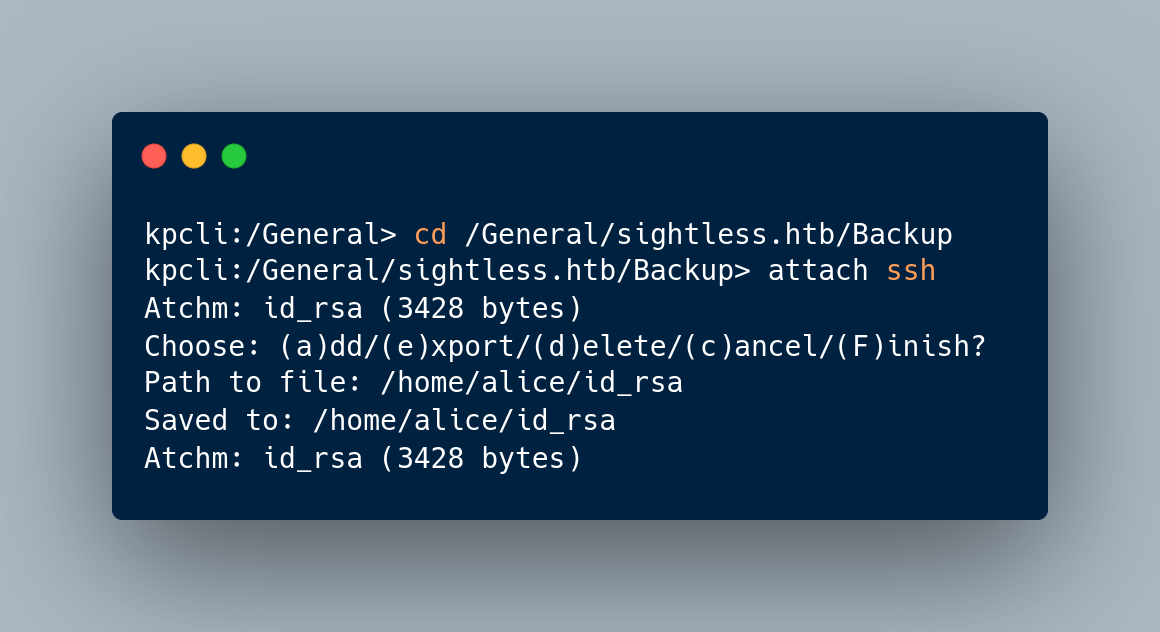 kpcli:/General> cd /General/sightless.htb/Backup
kpcli:/General/sightless.htb/Backup> attach ssh
Atchm: id_rsa (3428 bytes)
Choose: (a)dd/(e)xport/(d)elete/(c)ancel/(F)inish?
Path to file: /home/alice/id_rsa
Saved to: /home/alice/id_rsa
Atchm: id_rsa (3428 bytes)